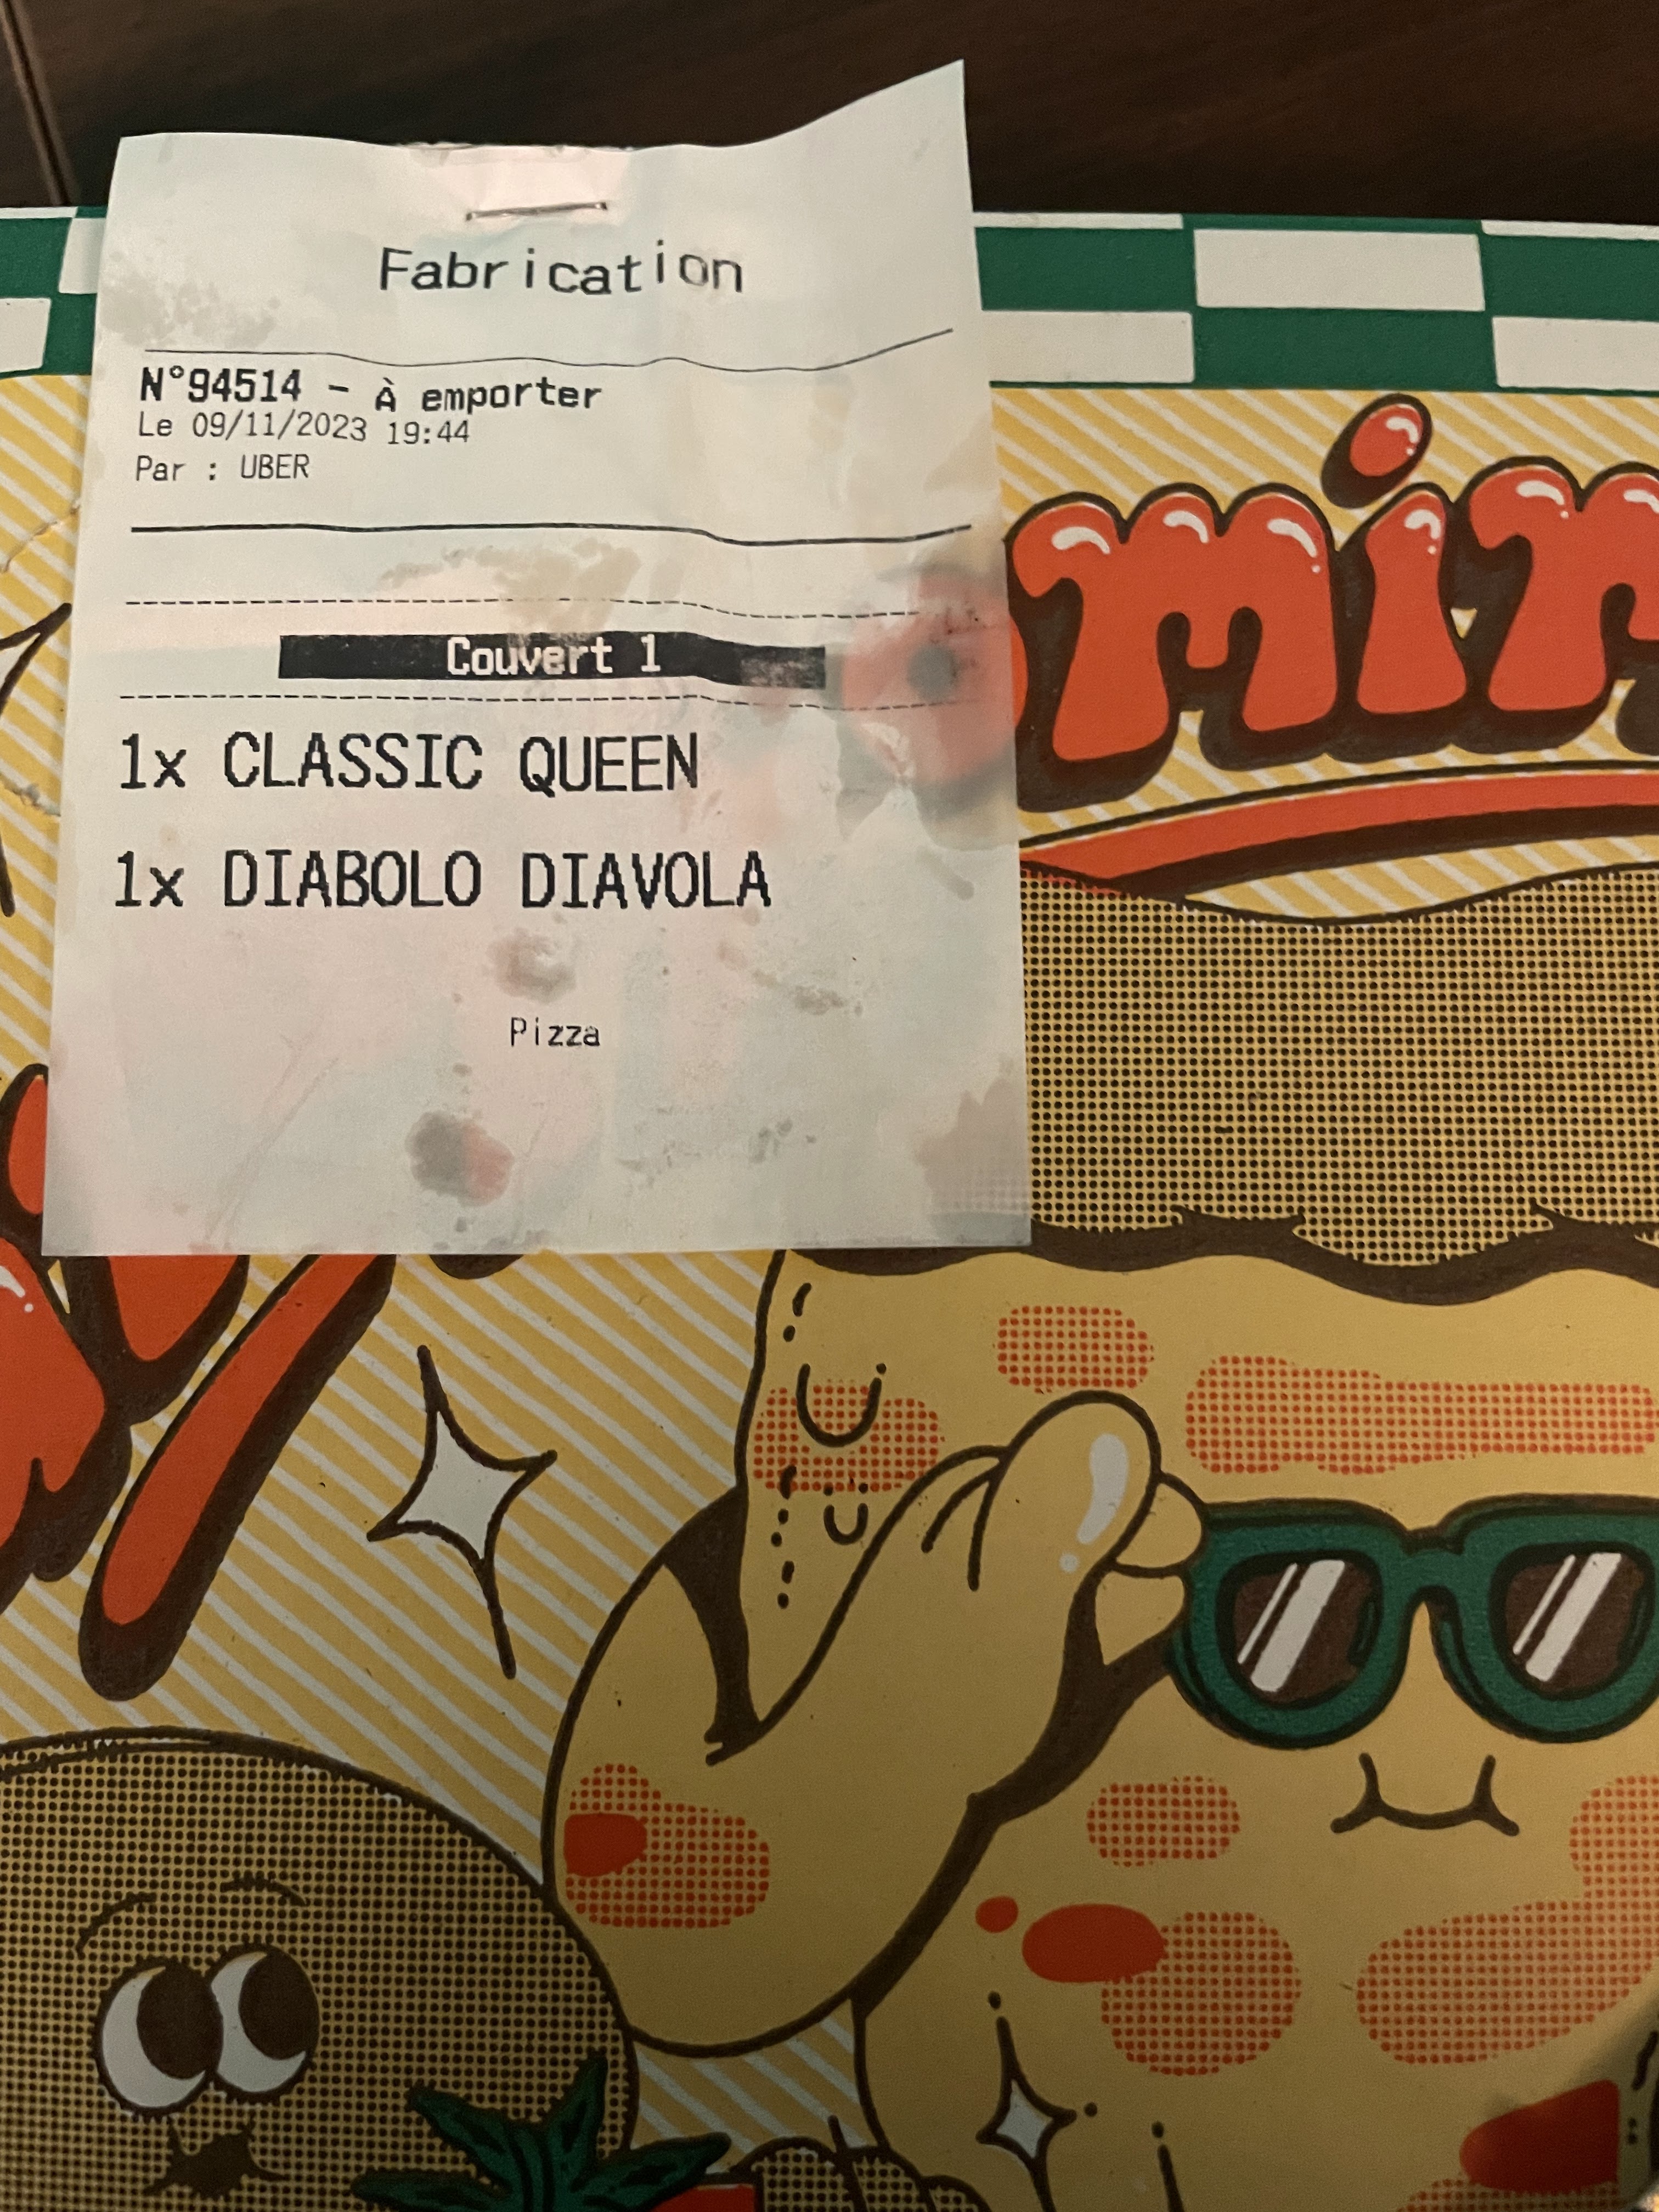 Fabrication
N°94514 - À emporter
Le 09/11/2023 19:44
Par : UBER
Couvert 1
1x CLASSIC QUEEN
1x DIABOLO DIAVOLA
Pizza